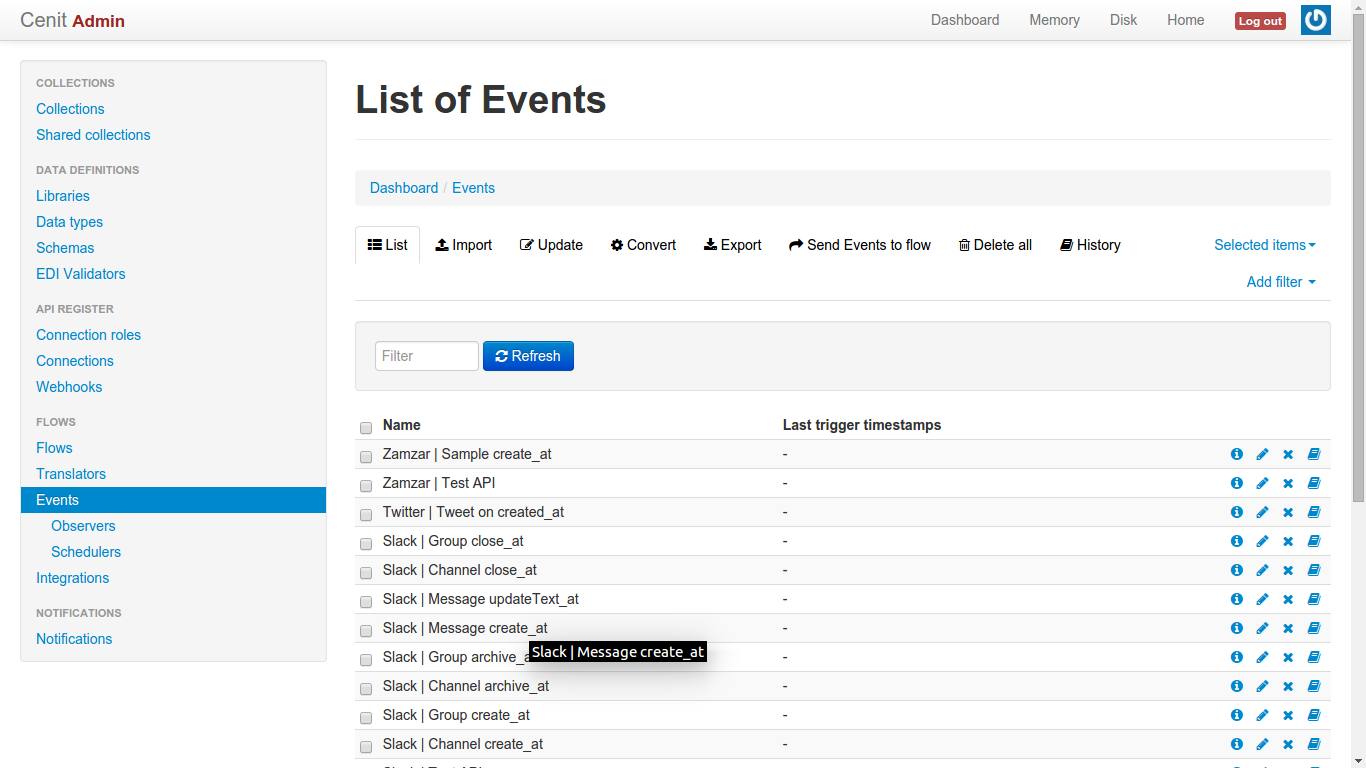 Cenit Admin
Dashboard Memory Disk Home Log out
COLLECTIONS
Collections
Shared collections
DATA DEFINITIONS
Libraries
Data types
Schemas
EDI Validators
API REGISTER
Connection roles
Connections
Webhooks
FLOWS
Flows
Translators
Events
Observers
Schedulers
Integrations
NOTIFICATIONS
Notifications
List of Events
Dashboard / Events
List Import Update Convert Export Send Events to flow Delete all History Selected items
Add filter
Filter Refresh
Name Last trigger timestamps
Zamzar | Sample create_at -
Zamzar | Test API -
Twitter | Tweet on created_at -
Slack | Group close_at -
Slack | Channel close_at -
Slack | Message updateText_at -
Slack | Message create_at -
Slack | Message create_at
Slack | Group archive_a -
Slack | Channel archive_at -
Slack | Group create_at -
Slack | Channel create_at -